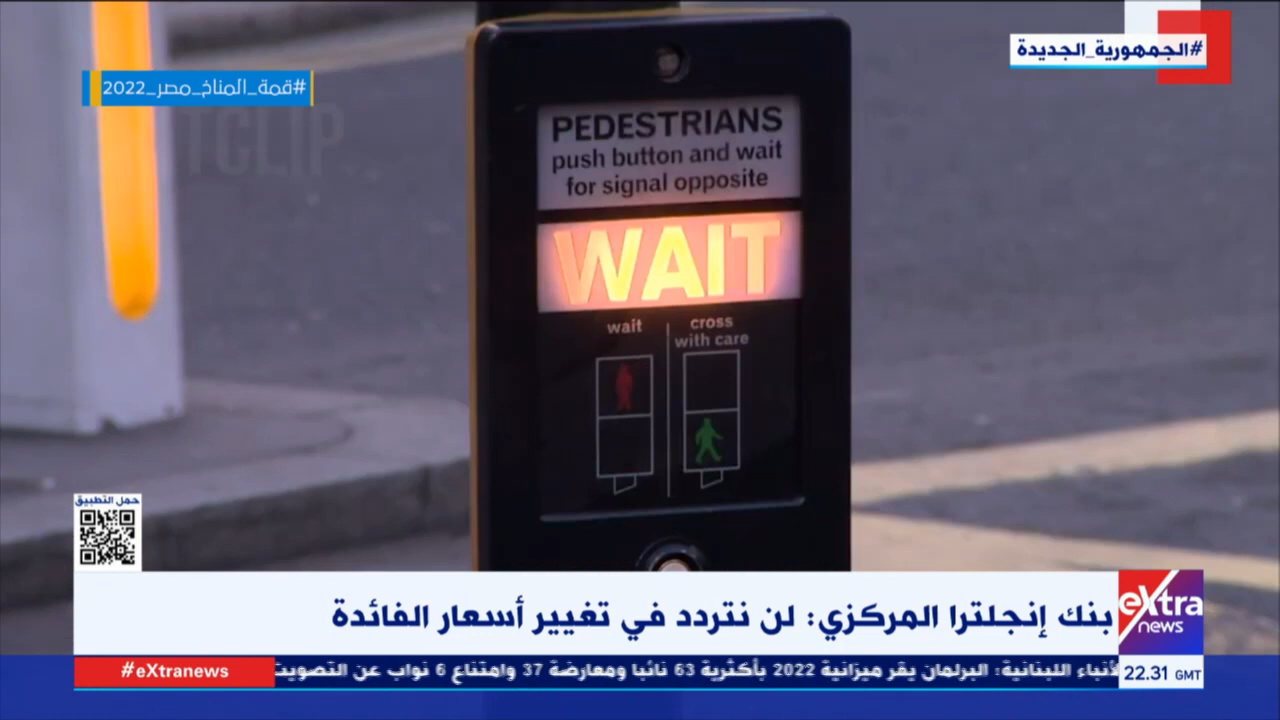 #الجمهورية_الجديدة
#قمة_المناخ_مصر_2022
PEDESTRIANS
push button and wait
for signal opposite
WAIT
wait
cross
with care
حمل التطبيق
بنك إنجلترا المركزي: لن نتردد في تغيير أسعار الفائدة
eXtra
news
#eXtranews
الأنباء اللبنانية: البرلمان يقر ميزانية 2022 بأكثرية 63 نائبا ومعارضة 37 وامتناع 6 نواب عن التصويت
22.31 GMT